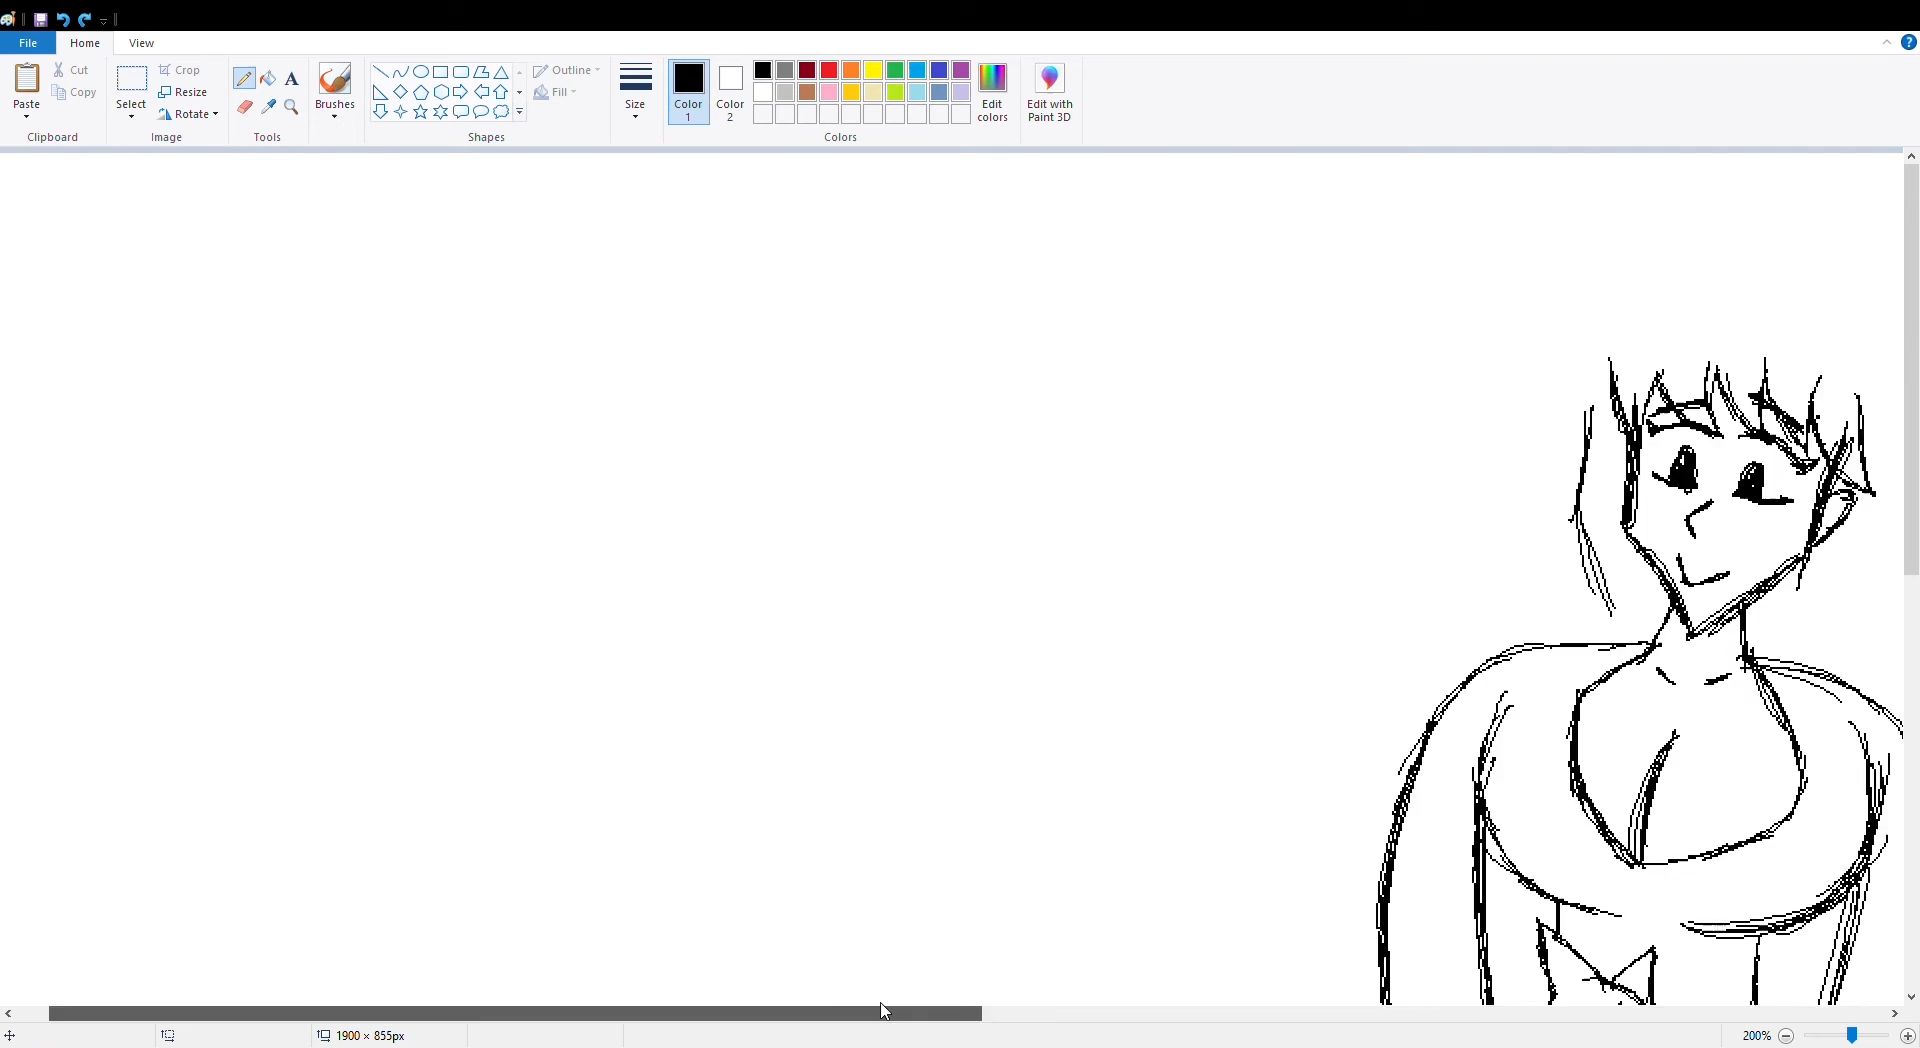 File Home View
Paste
Cut
Copy
Clipboard
Select
Crop
Resize
Rotate
Image
A
Tools
Brushes
Outline
Fill
Shapes
Size
Color
1
Color
2
Edit
colors
Colors
Edit with
Paint 3D
1900 × 855px
200%